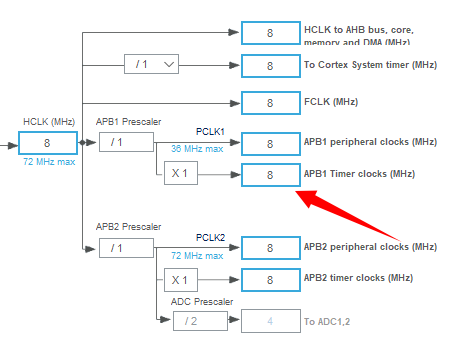 8
HCLK to AHB bus, core,
memory and DMA (MHz)
/ 1
8
To Cortex System timer (MHz)
8
FCLK (MHz)
HCLK (MHz)
8
72 MHz max
APB1 Prescaler
/ 1
PCLK1
36 MHz max
8
APB1 peripheral clocks (MHz)
X 1
8
APB1 Timer clocks (MHz)
APB2 Prescaler
/ 1
PCLK2
72 MHz max
8
APB2 peripheral clocks (MHz)
X 1
8
APB2 timer clocks (MHz)
ADC Prescaler
/ 2
4
To ADC1,2